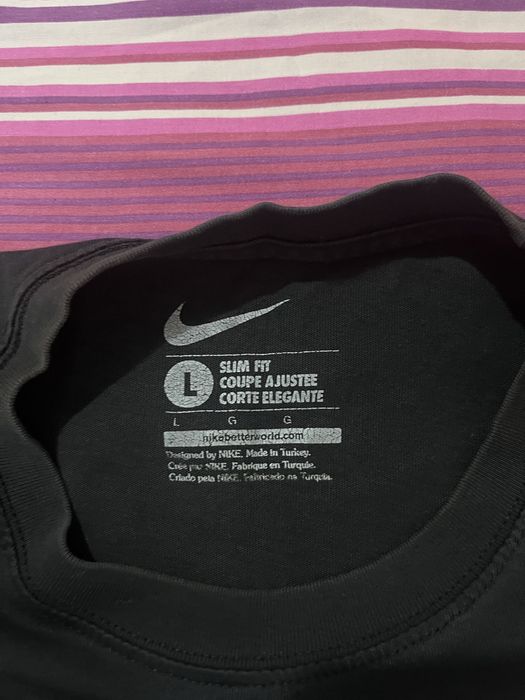 L
SLIM FIT
COUPE AJUSTEE
CORTE ELEGANTE
L G G
nikebetterworld.com
Designed by NIKE. Made in Turkey.
Créé par NIKE. Fabrique en Turquie.
Criado pela NIKE. Fabricado na Turquia.